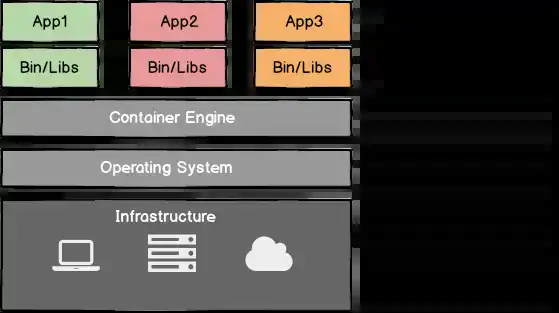 App1 App2 App3
Bin/Libs Bin/Libs Bin/Libs
Container Engine
Operating System
Infrastructure